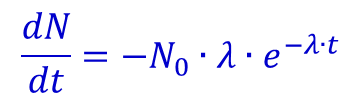 dN/dt = −N₀ · λ · e^(−λ·t)